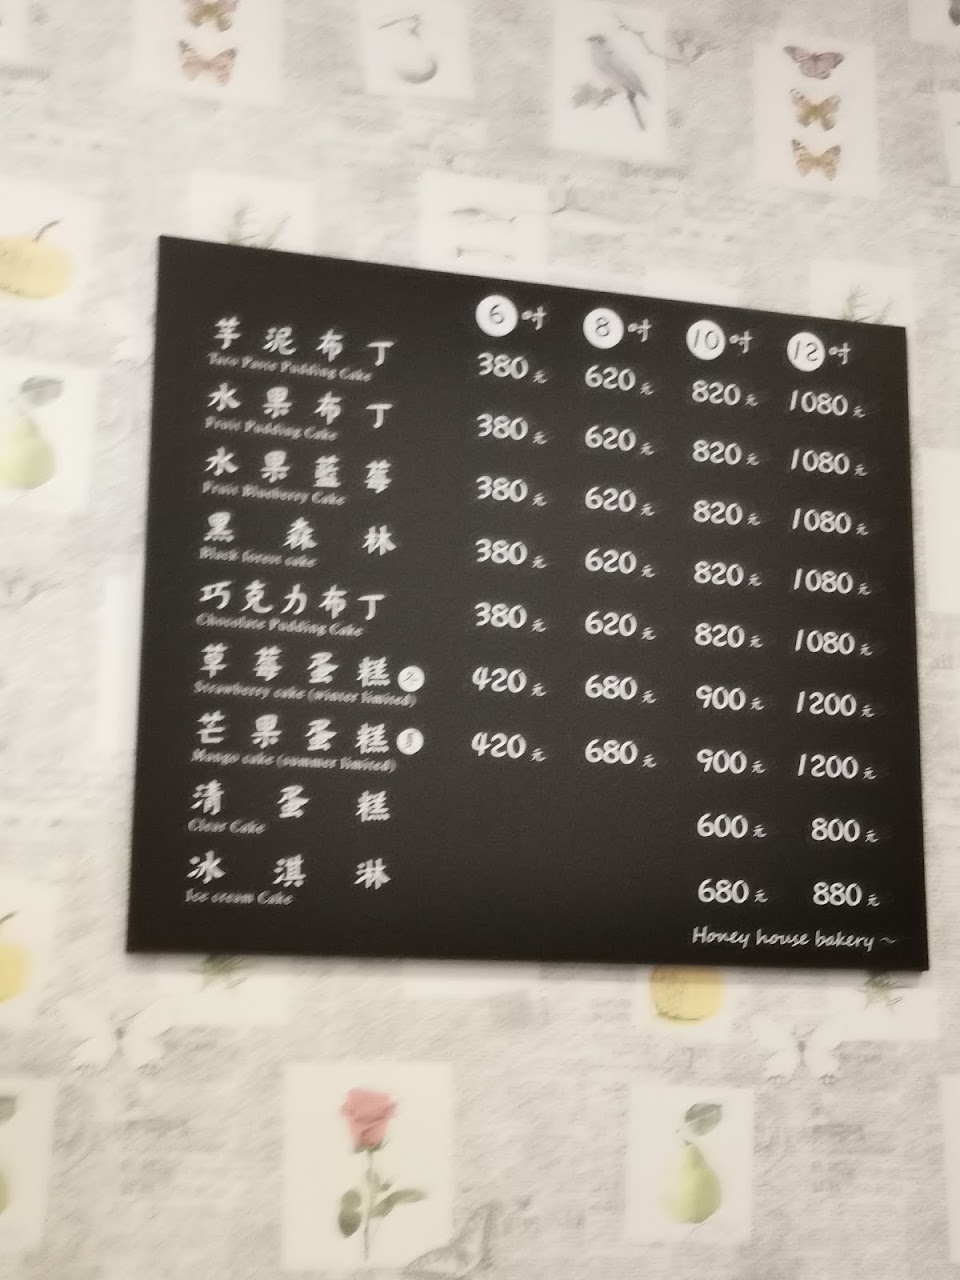 6吋 8吋 10吋 12吋
芋泥布丁 380元 620元 820元 1080元
Taro Paste Pudding Cake
水果布丁 380元 620元 820元 1080元
Fruit Pudding Cake
水果藍莓 380元 620元 820元 1080元
Fruit Blueberry Cake
黑森林 380元 620元 820元 1080元
Black forest cake
巧克力布丁 380元 620元 820元 1080元
Chocolate Pudding Cake
草莓蛋糕 420元 680元 900元 1200元
Strawberry cake (winter limited)
芒果蛋糕 420元 680元 900元 1200元
Mango cake (summer limited)
清蛋糕 600元 800元
Clear Cake
冰淇淋 680元 880元
Ice cream Cake
Honey house bakery~